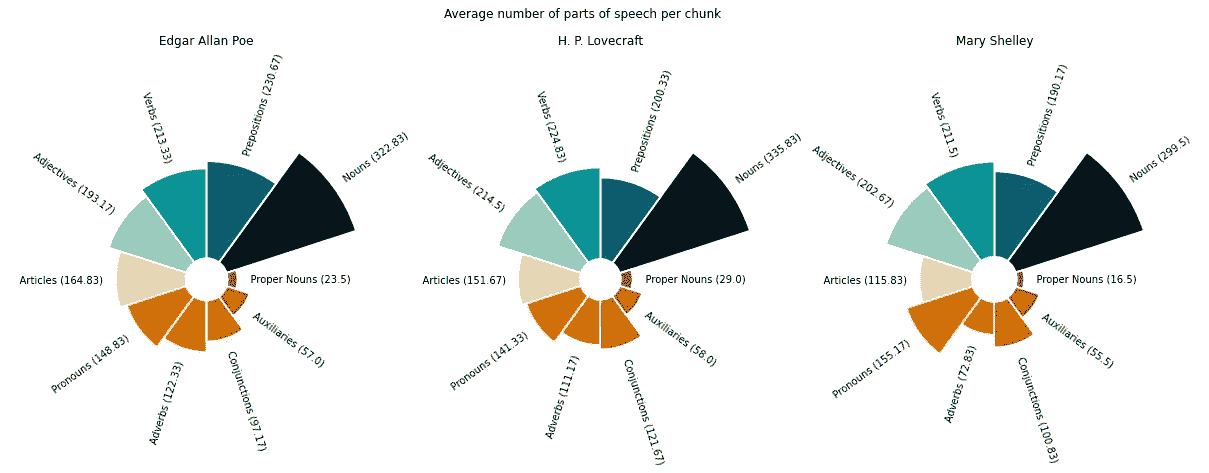 Average number of parts of speech per chunk
Edgar Allan Poe
Nouns (322.83)
Prepositions (230.67)
Verbs (213.33)
Adjectives (193.17)
Articles (164.83)
Pronouns (148.83)
Adverbs (122.33)
Conjunctions (97.17)
Auxiliaries (57.0)
Proper Nouns (23.5)
H. P. Lovecraft
Nouns (335.83)
Prepositions (200.33)
Verbs (224.83)
Adjectives (214.5)
Articles (151.67)
Pronouns (141.33)
Adverbs (111.17)
Conjunctions (121.67)
Auxiliaries (58.0)
Proper Nouns (29.0)
Mary Shelley
Nouns (299.5)
Prepositions (190.17)
Verbs (211.5)
Adjectives (202.67)
Articles (115.83)
Pronouns (155.17)
Adverbs (72.83)
Conjunctions (100.83)
Auxiliaries (55.5)
Proper Nouns (16.5)